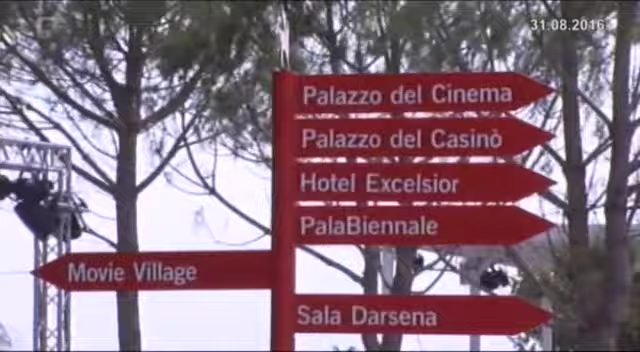 31.08.2016
Palazzo del Cinema
Palazzo del Casinò
Hotel Excelsior
PalaBiennale
Movie Village
Sala Darsena